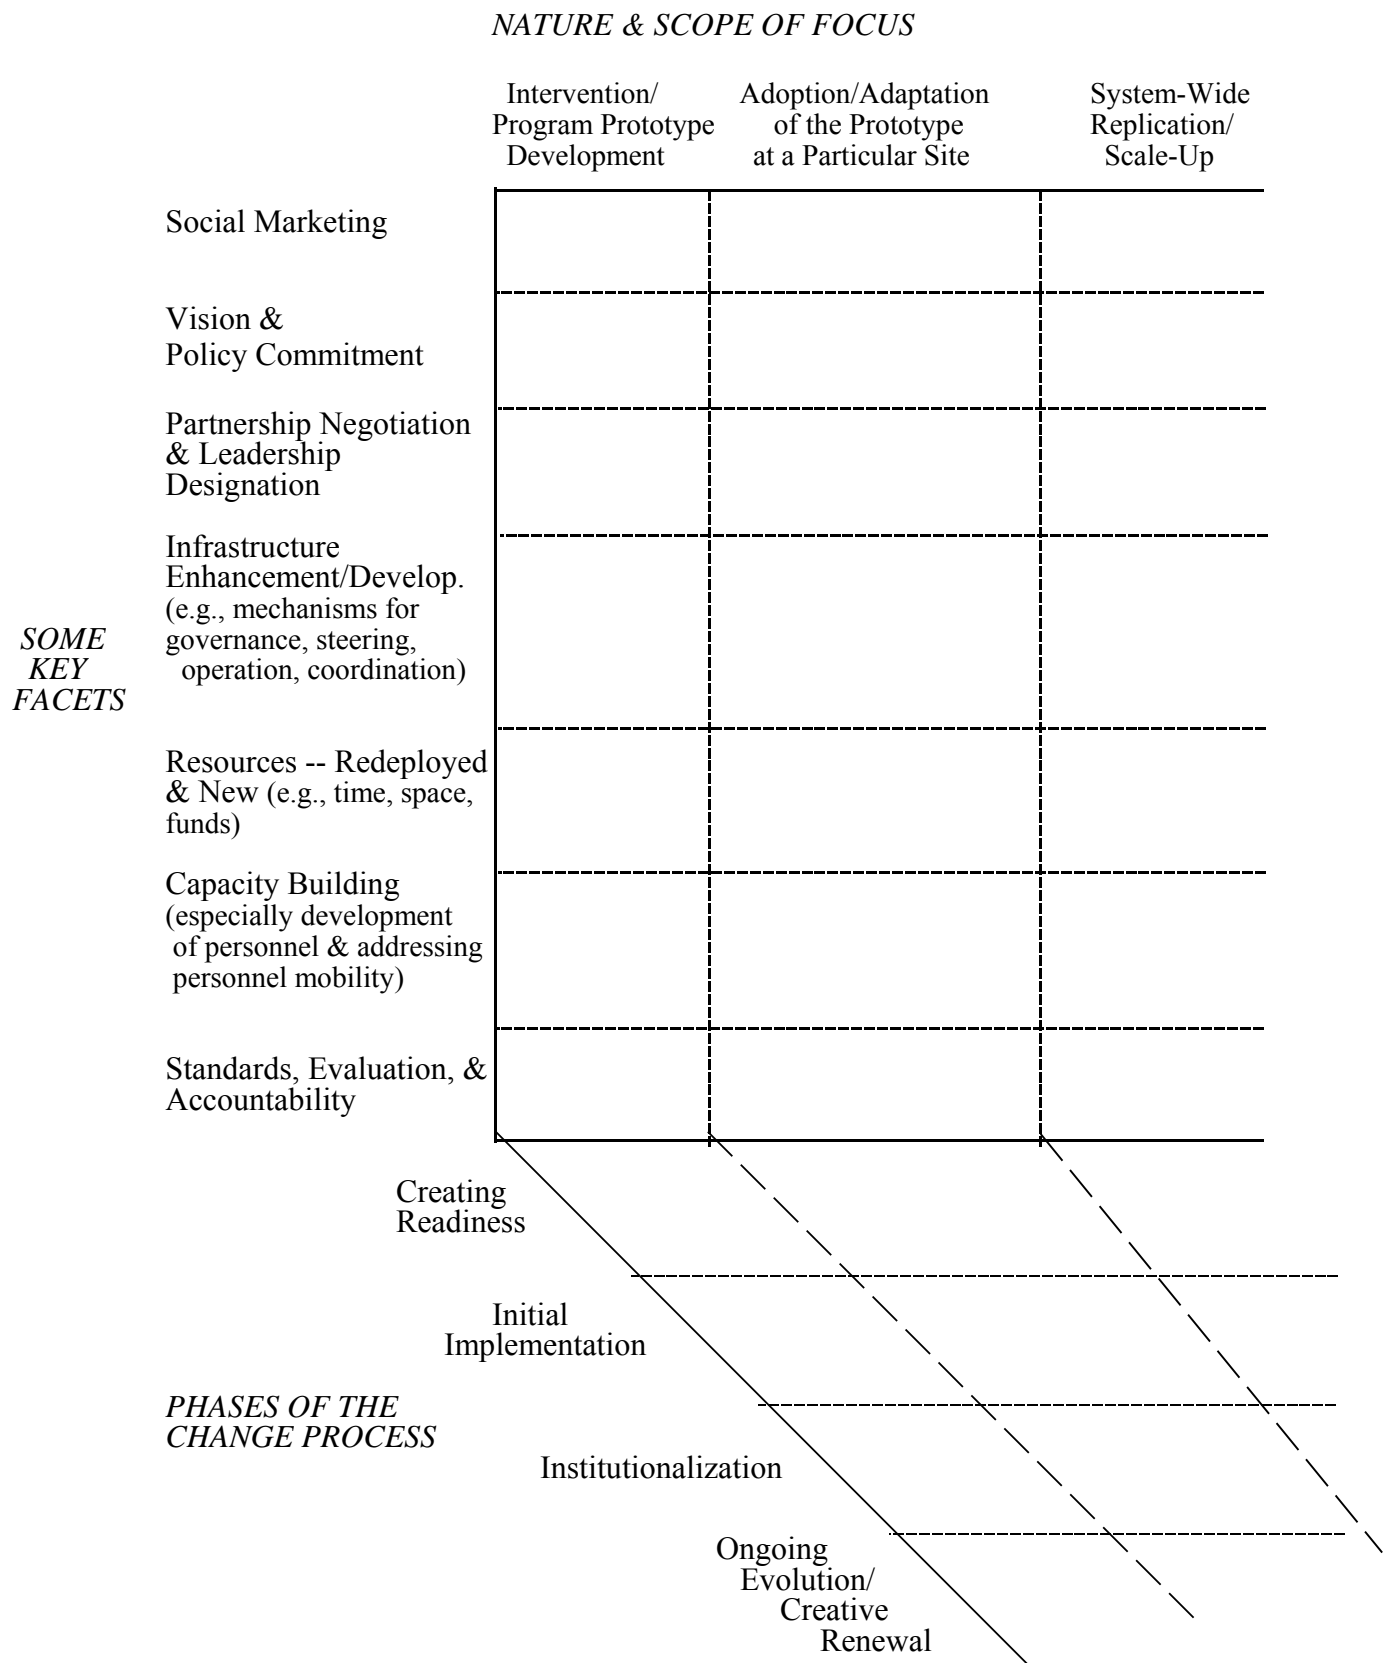 NATURE & SCOPE OF FOCUS
Intervention/
Program Prototype
Development
Adoption/Adaptation
of the Prototype
at a Particular Site
System-Wide
Replication/
Scale-Up
Social Marketing
Vision &
Policy Commitment
Partnership Negotiation
& Leadership
Designation
Infrastructure
Enhancement/Develop.
(e.g., mechanisms for
governance, steering,
operation, coordination)
SOME
KEY
FACETS
Resources -- Redeployed
& New (e.g., time, space,
funds)
Capacity Building
(especially development
of personnel & addressing
personnel mobility)
Standards, Evaluation, &
Accountability
Creating
Readiness
Initial
Implementation
PHASES OF THE
CHANGE PROCESS
Institutionalization
Ongoing
Evolution/
Creative
Renewal